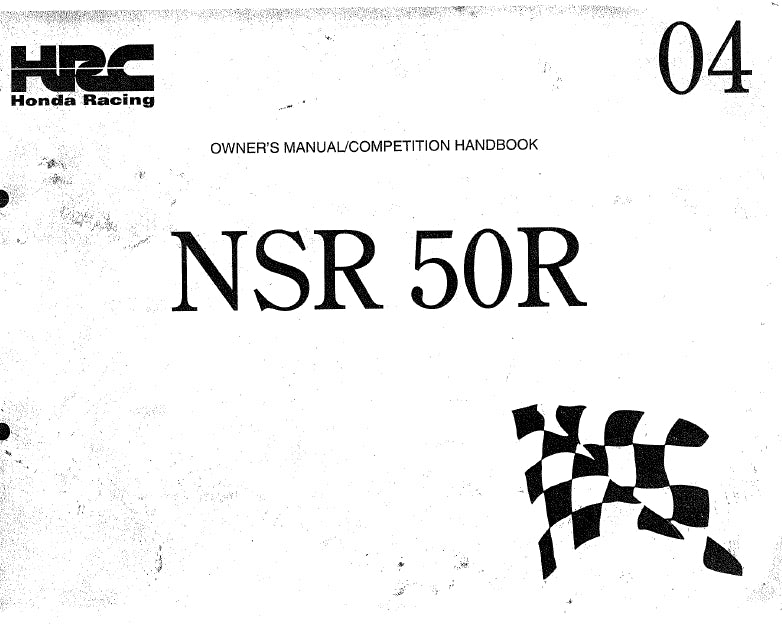 HRC
Honda Racing
04
OWNER'S MANUAL/COMPETITION HANDBOOK
NSR 50R